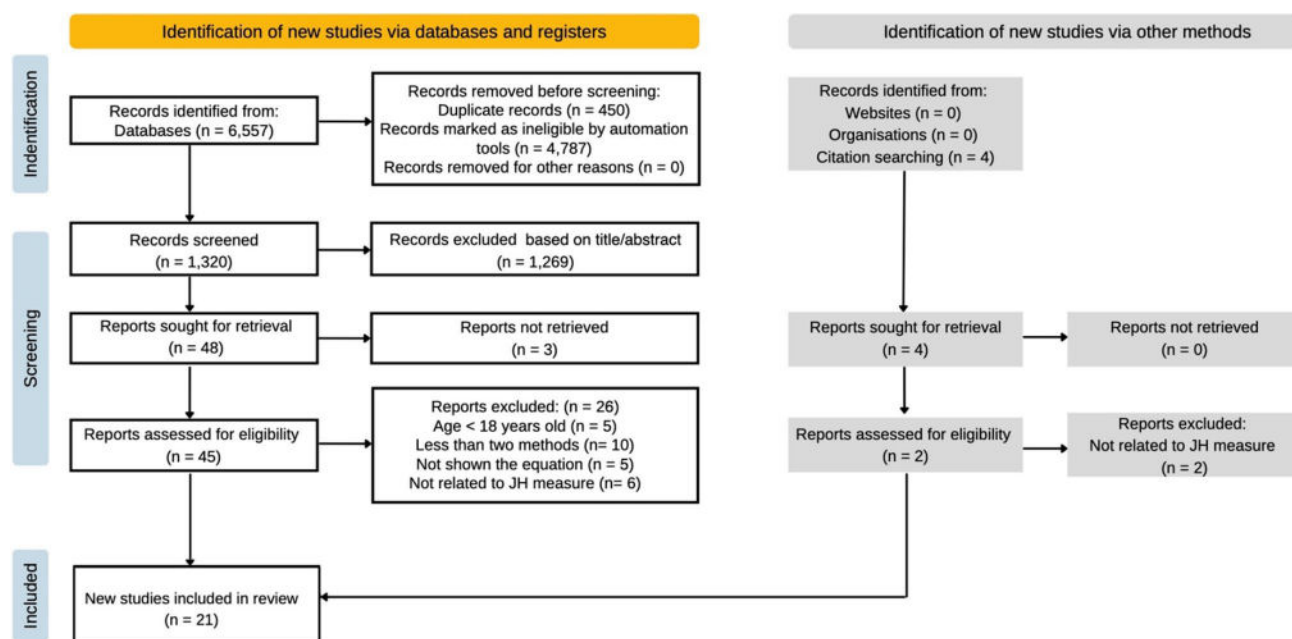 Identification of new studies via databases and registers
Identification of new studies via other methods
Indentification
Records identified from:
Databases (n = 6,557)
Records removed before screening:
Duplicate records (n = 450)
Records marked as ineligible by automation
tools (n = 4,787)
Records removed for other reasons (n = 0)
Records identified from:
Websites (n = 0)
Organisations (n = 0)
Citation searching (n = 4)
Screening
Records screened
(n = 1,320)
Records excluded based on title/abstract
(n = 1,269)
Reports sought for retrieval
(n = 48)
Reports not retrieved
(n = 3)
Reports sought for retrieval
(n = 4)
Reports not retrieved
(n = 0)
Reports assessed for eligibility
(n = 45)
Reports excluded: (n = 26)
Age < 18 years old (n = 5)
Less than two methods (n= 10)
Not shown the equation (n = 5)
Not related to JH measure (n= 6)
Reports assessed for eligibility
(n = 2)
Reports excluded:
Not related to JH measure
(n = 2)
Included
New studies included in review
(n = 21)